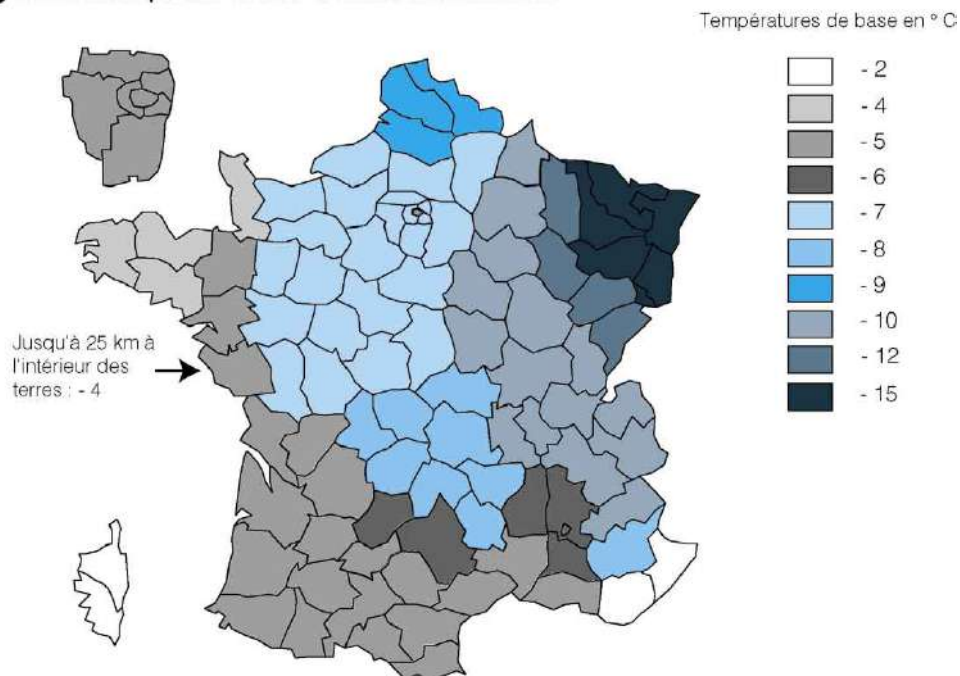 Températures de base en ° C
- 2
- 4
- 5
- 6
- 7
- 8
- 9
- 10
- 12
- 15
Jusqu'à 25 km à
l'intérieur des
terres : - 4